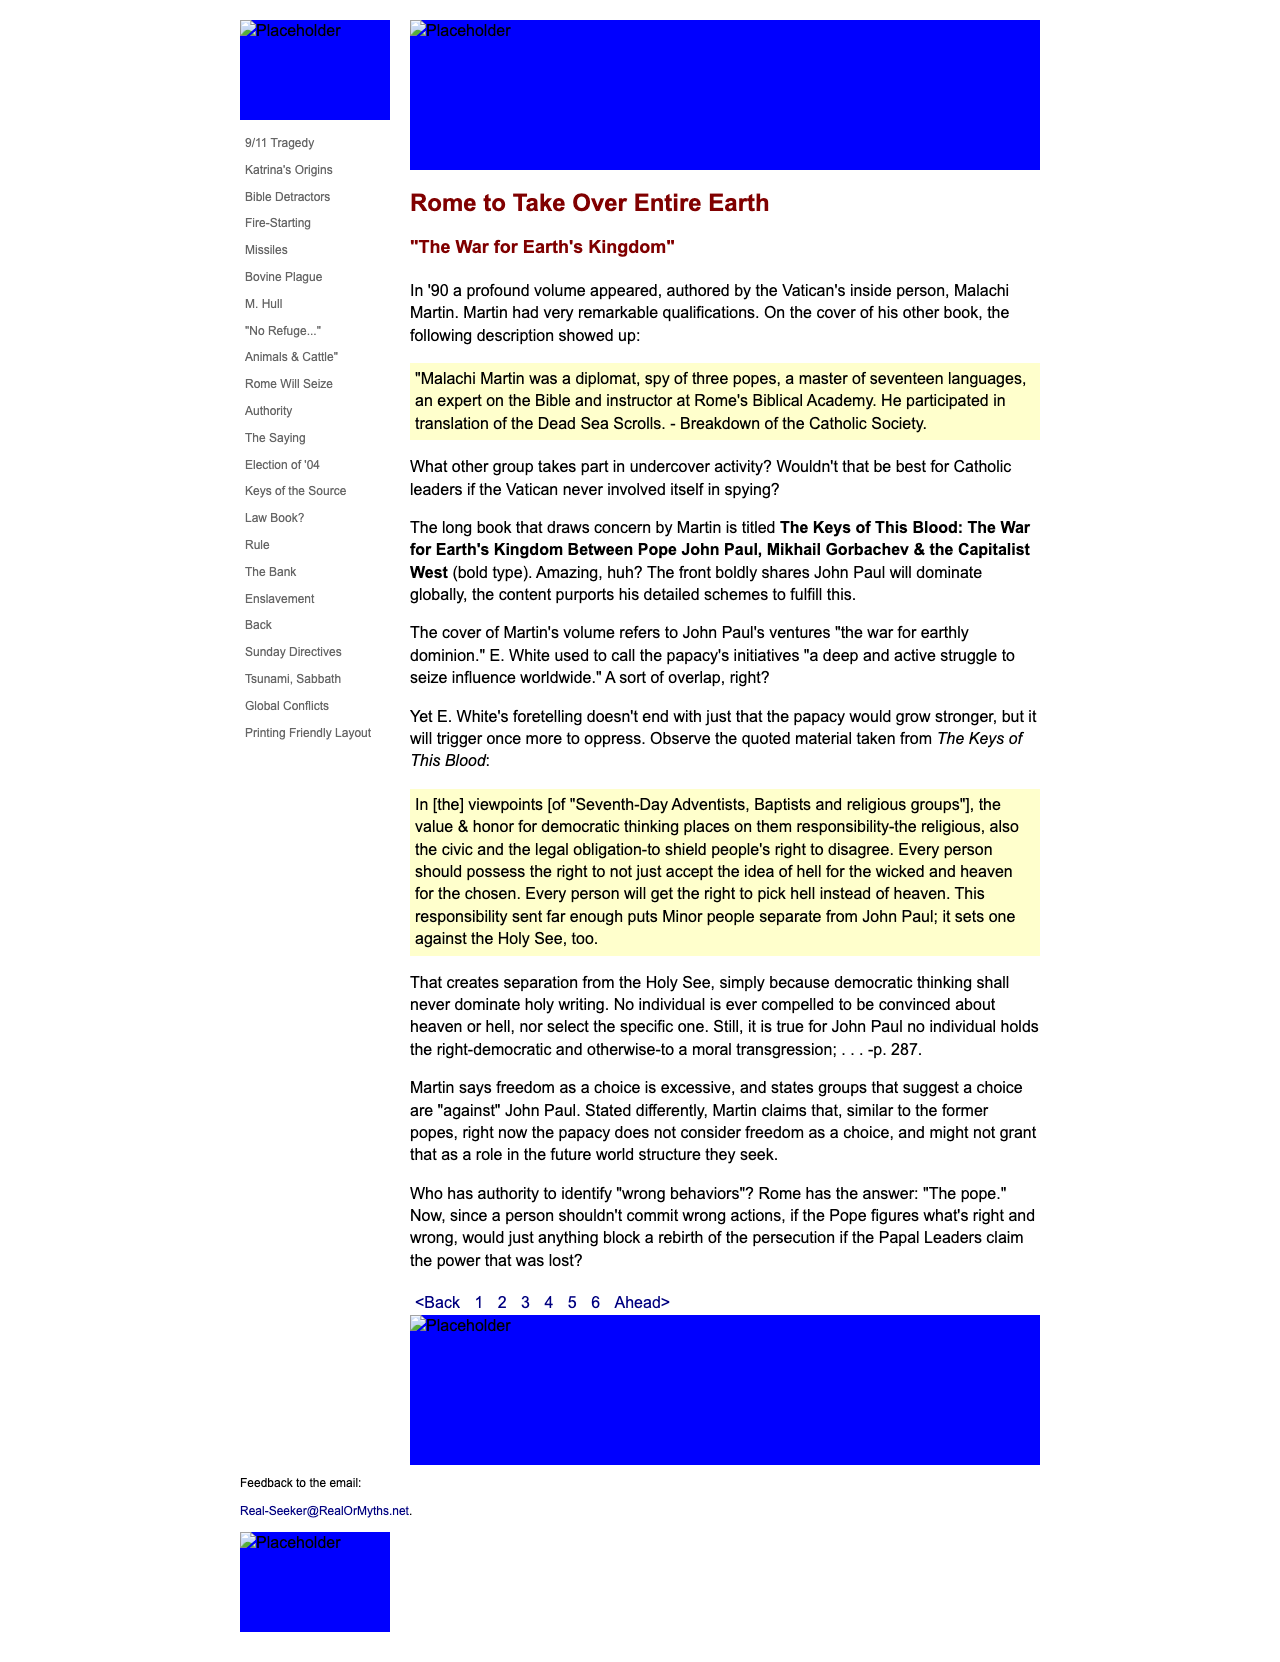 Placeholder
9/11 Tragedy
Katrina's Origins
Bible Detractors
Fire-Starting
Missiles
Bovine Plague
M. Hull
"No Refuge..."
Animals & Cattle"
Rome Will Seize
Authority
The Saying
Election of '04
Keys of the Source
Law Book?
Rule
The Bank
Enslavement
Back
Sunday Directives
Tsunami, Sabbath
Global Conflicts
Printing Friendly Layout
Placeholder
Rome to Take Over Entire Earth
"The War for Earth's Kingdom"
In '90 a profound volume appeared, authored by the Vatican's inside person, Malachi
Martin. Martin had very remarkable qualifications. On the cover of his other book, the
following description showed up:
"Malachi Martin was a diplomat, spy of three popes, a master of seventeen languages,
an expert on the Bible and instructor at Rome's Biblical Academy. He participated in
translation of the Dead Sea Scrolls. - Breakdown of the Catholic Society.
What other group takes part in undercover activity? Wouldn't that be best for Catholic
leaders if the Vatican never involved itself in spying?
The long book that draws concern by Martin is titled The Keys of This Blood: The War
for Earth's Kingdom Between Pope John Paul, Mikhail Gorbachev & the Capitalist
West (bold type). Amazing, huh? The front boldly shares John Paul will dominate
globally, the content purports his detailed schemes to fulfill this.
The cover of Martin's volume refers to John Paul's ventures "the war for earthly
dominion." E. White used to call the papacy's initiatives "a deep and active struggle to
seize influence worldwide." A sort of overlap, right?
Yet E. White's foretelling doesn't end with just that the papacy would grow stronger, but it
will trigger once more to oppress. Observe the quoted material taken from The Keys of
This Blood:
In [the] viewpoints [of "Seventh-Day Adventists, Baptists and religious groups"], the
value & honor for democratic thinking places on them responsibility-the religious, also
the civic and the legal obligation-to shield people's right to disagree. Every person
should possess the right to not just accept the idea of hell for the wicked and heaven
for the chosen. Every person will get the right to pick hell instead of heaven. This
responsibility sent far enough puts Minor people separate from John Paul; it sets one
against the Holy See, too.
That creates separation from the Holy See, simply because democratic thinking shall
never dominate holy writing. No individual is ever compelled to be convinced about
heaven or hell, nor select the specific one. Still, it is true for John Paul no individual holds
the right-democratic and otherwise-to a moral transgression; . . . -p. 287.
Martin says freedom as a choice is excessive, and states groups that suggest a choice
are "against" John Paul. Stated differently, Martin claims that, similar to the former
popes, right now the papacy does not consider freedom as a choice, and might not grant
that as a role in the future world structure they seek.
Who has authority to identify "wrong behaviors"? Rome has the answer: "The pope."
Now, since a person shouldn't commit wrong actions, if the Pope figures what's right and
wrong, would just anything block a rebirth of the persecution if the Papal Leaders claim
the power that was lost?
<Back 1 2 3 4 5 6 Ahead>
Placeholder
Feedback to the email:
Real-Seeker@RealOrMyths.net.
Placeholder